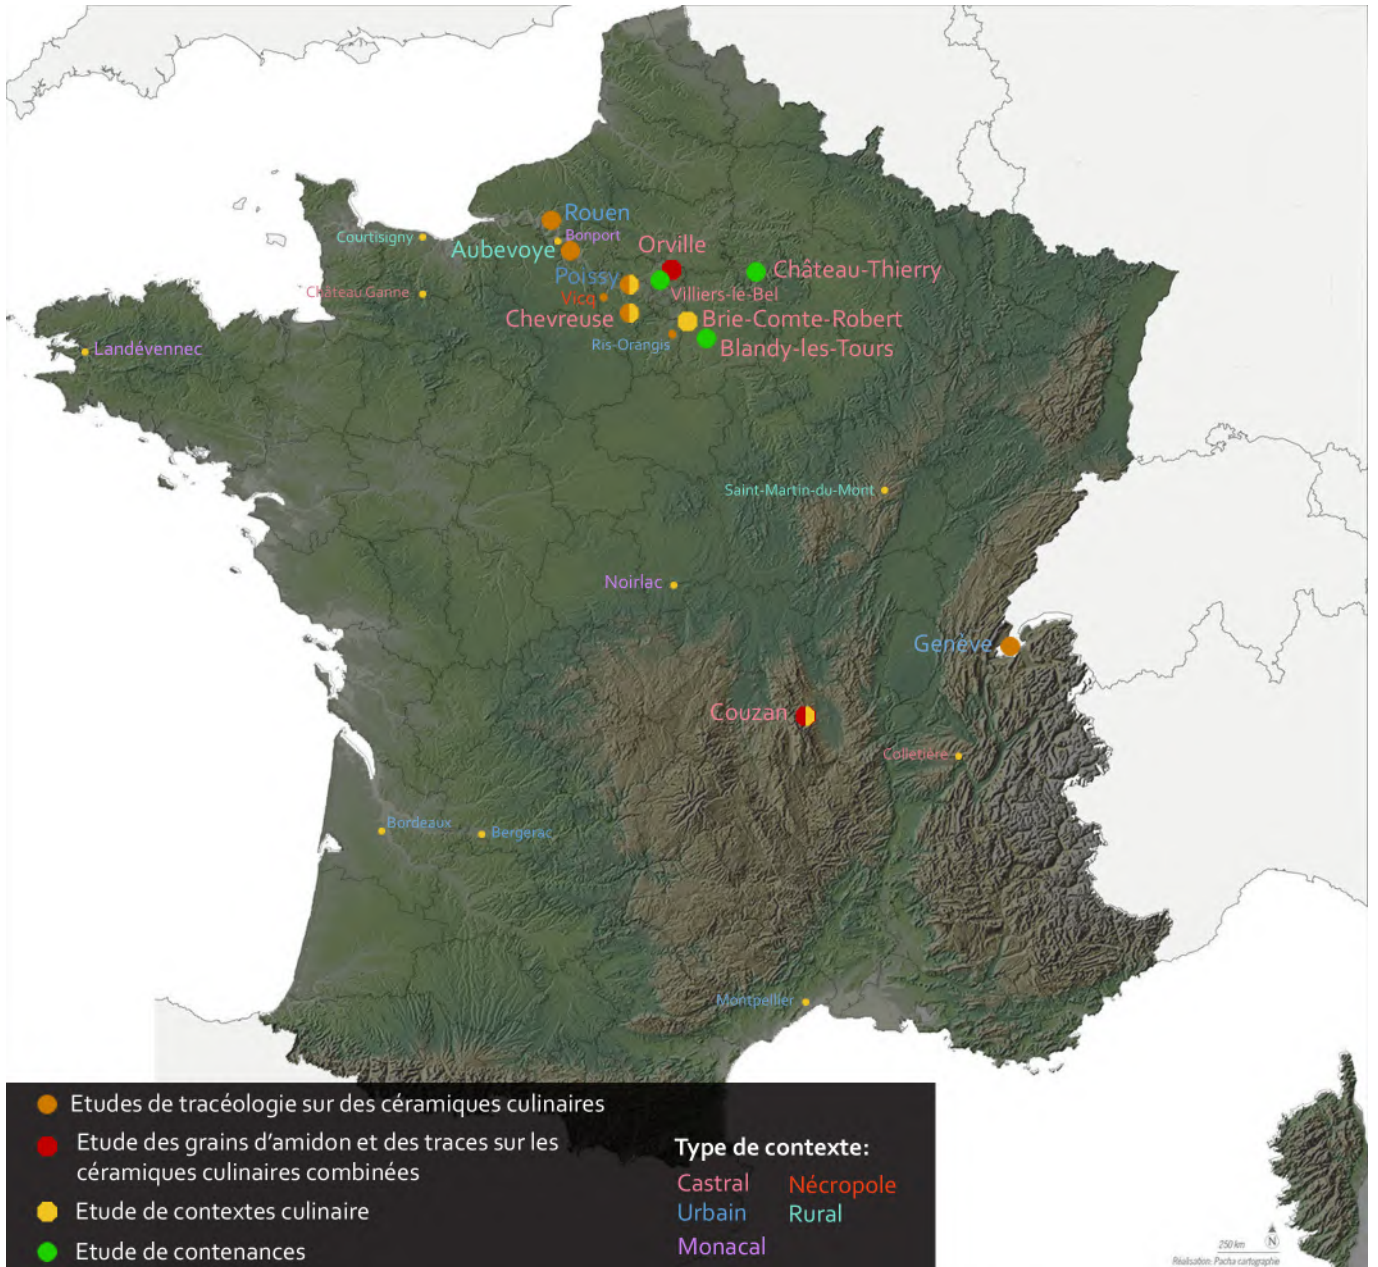 Rouen
Courtisigny
Bonport
Aubevoye
Orville
Poissy
Château-Thierry
Château Ganne
Vicq
Villiers-le-Bel
Chevreuse
Brie-Comte-Robert
Landévennec
Ris-Orangis
Blandy-les-Tours
Saint-Martin-du-Mont
Noirlac
Genève
Couzan
Colletière
Bordeaux
Bergerac
Montpellier
Etudes de tracéologie sur des céramiques culinaires
Etude des grains d'amidon et des traces sur les
céramiques culinaires combinées
Etude de contextes culinaire
Etude de contenances
Type de contexte:
Castral
Nécropole
Urbain
Rural
Monacal
250 km
N
Réalisation: Pacha cartographie